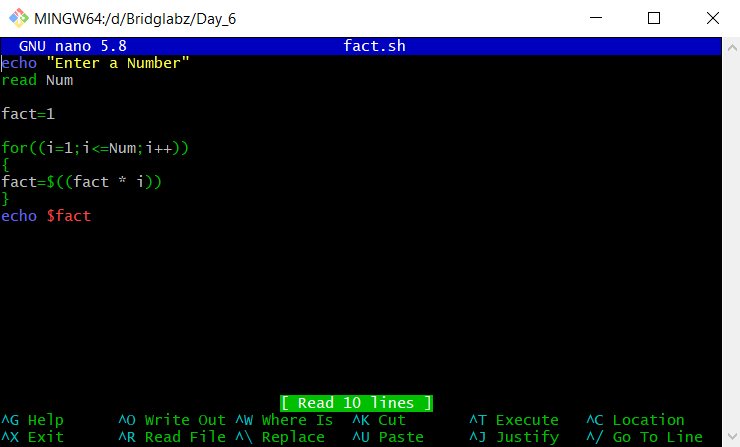 MINGW64:/d/Bridglabz/Day_6
GNU nano 5.8 fact.sh
echo "Enter a Number"
read Num
fact=1
for((i=1;i<=Num;i++))
{
fact=$((fact * i))
}
echo $fact
[ Read 10 lines ]
^G Help ^O Write Out ^W Where Is ^K Cut ^T Execute ^C Location
^X Exit ^R Read File ^\ Replace ^U Paste ^J Justify ^/ Go To Line